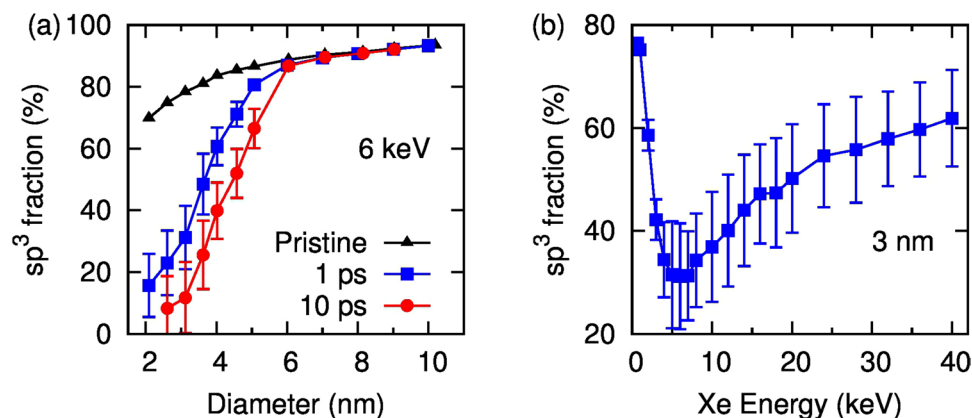 (a)
sp³ fraction (%)
100
80
60
40
20
0
6 keV
Pristine
1 ps
10 ps
2 4 6 8 10
Diameter (nm)
(b)
sp³ fraction (%)
80
60
40
20
3 nm
0 10 20 30 40
Xe Energy (keV)